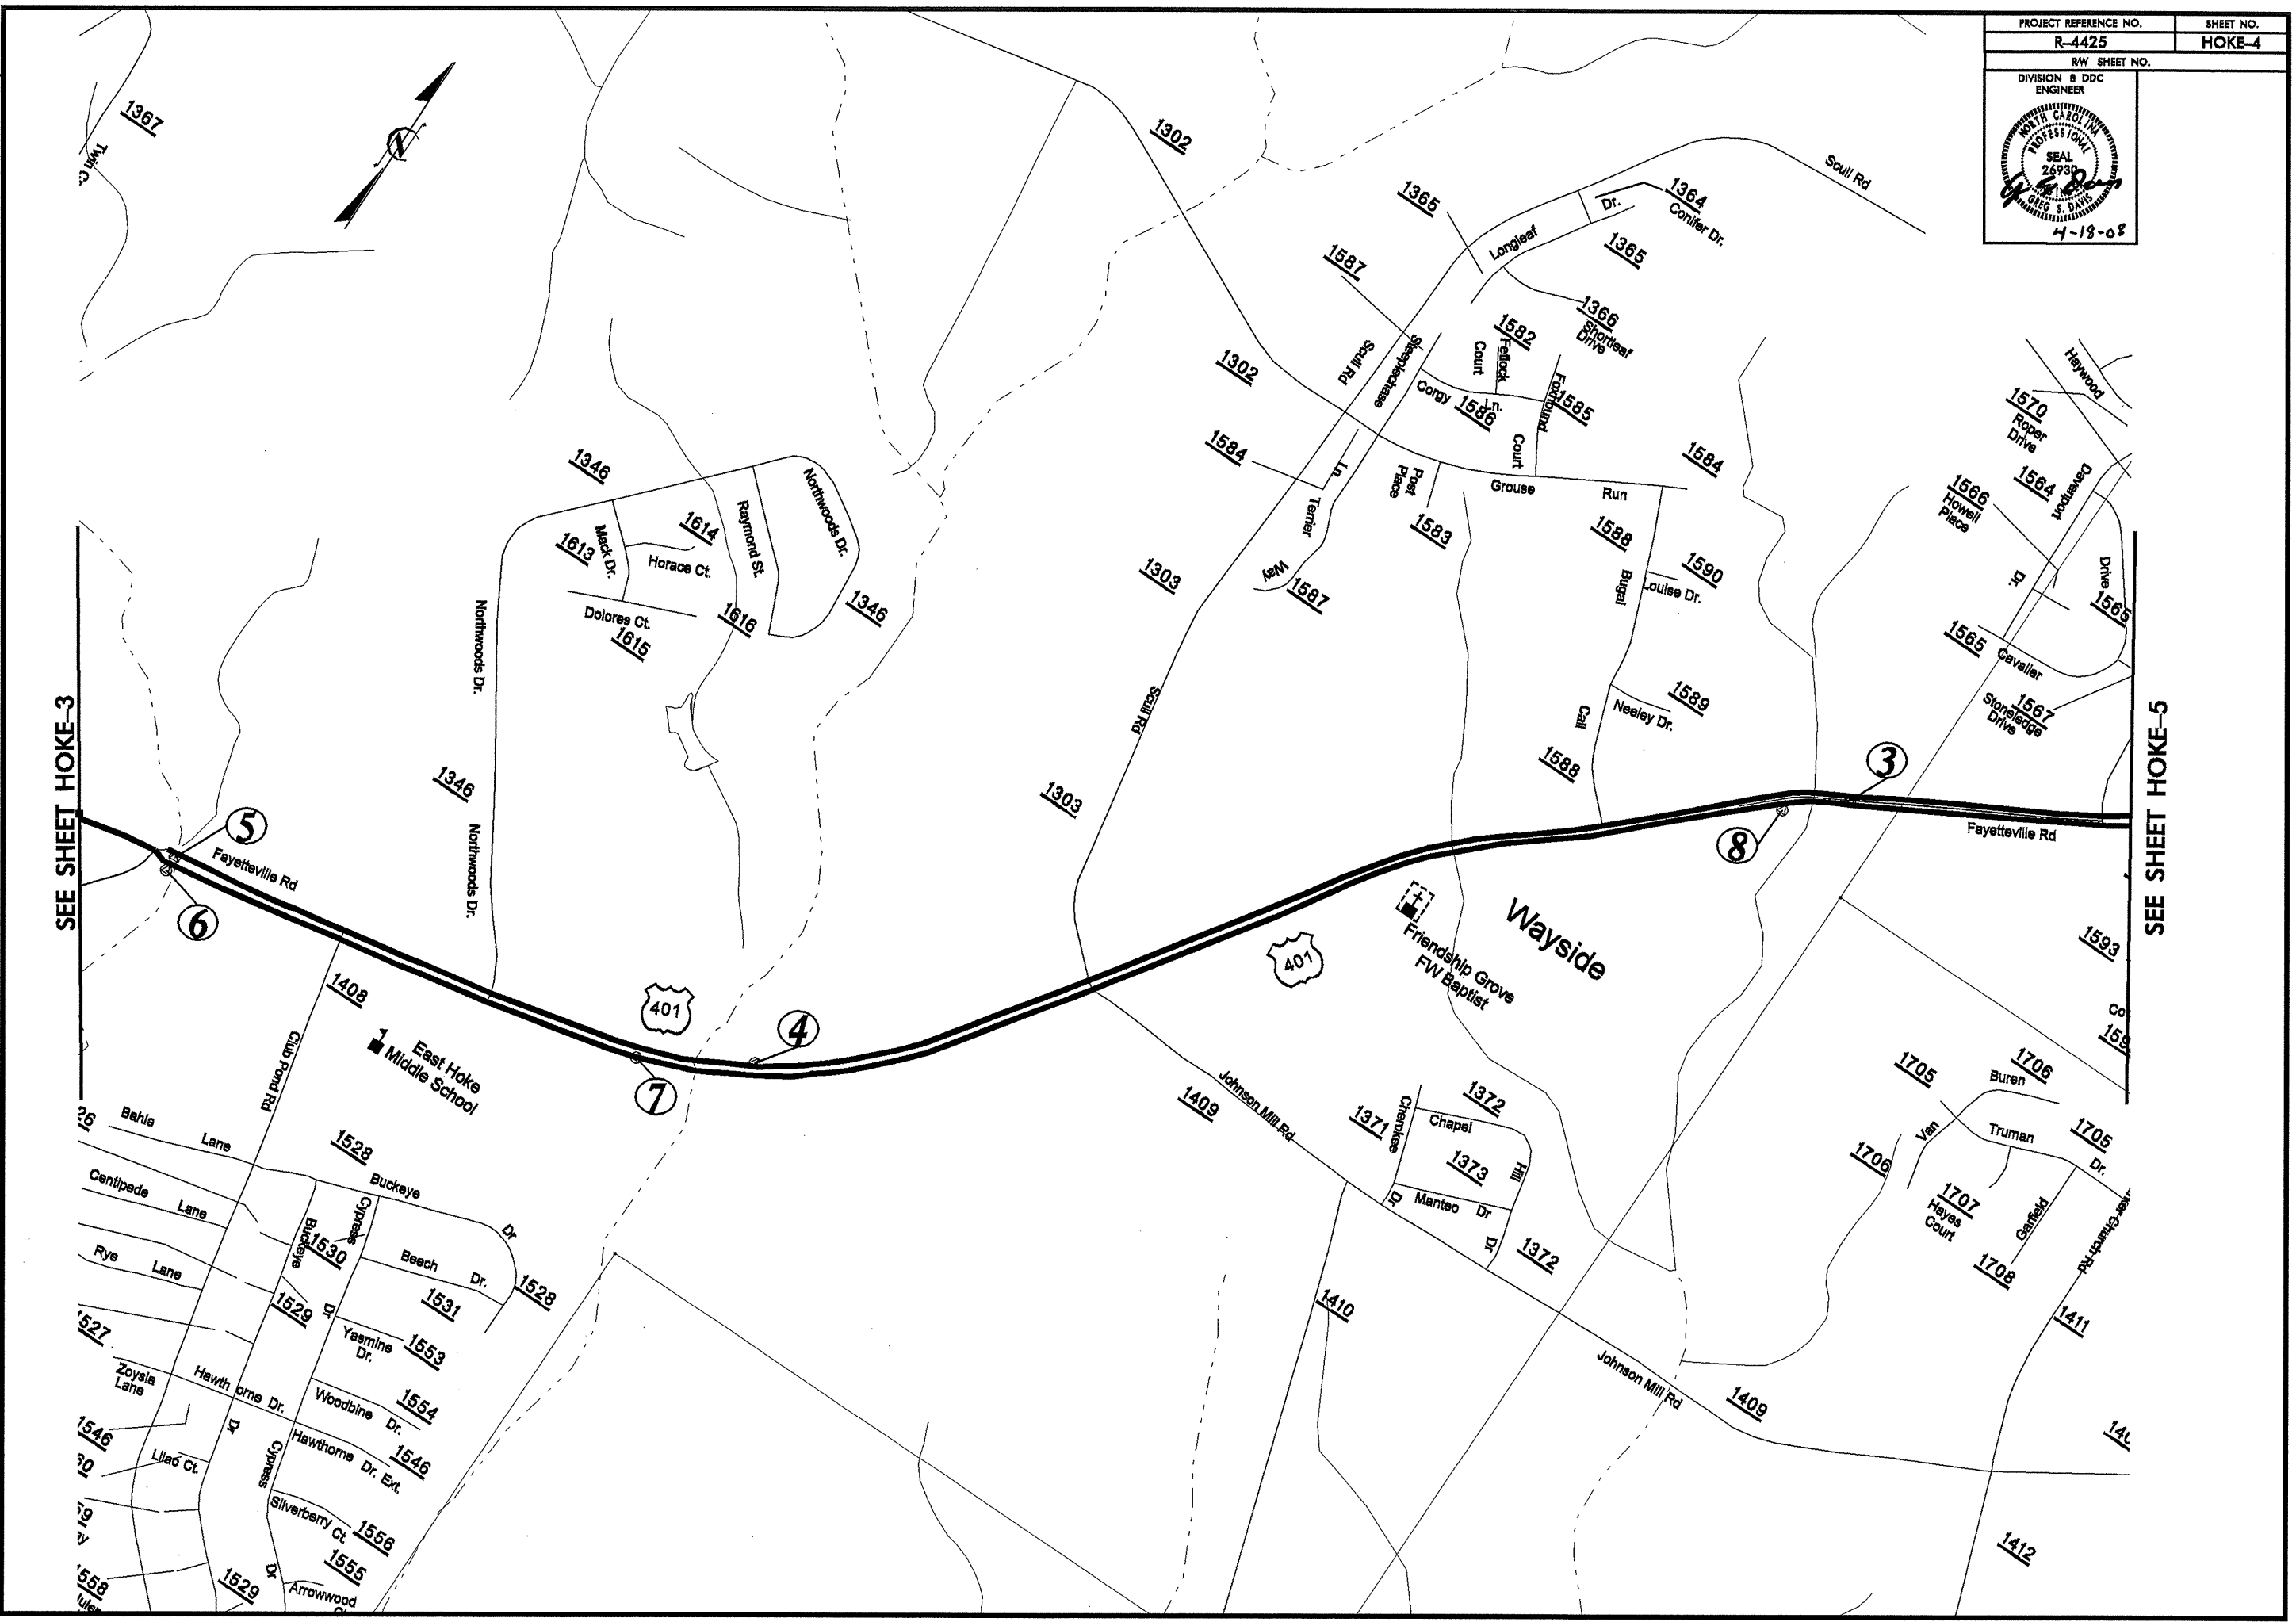 PROJECT REFERENCE NO. SHEET NO.
R-4425 HOKE-4
R/W SHEET NO.
DIVISION 8 DDC
ENGINEER
NORTH CAROLINA
PROFESSIONAL
SEAL
26930
GREG S. DAVIS
4-18-08
1367
N
1302
1365
1364
Conifer Dr.
Scull Rd
Dr.
Longleaf
1365
1587
1366
Shortleaf
Drive
1582
Fetlock
Court
Scull Rd
Steeplechase
1302
Corgy
1586
Ln.
Foxhound
1585
Court
Haywood
1570
Roper
Drive
1584
Ln.
Post
Place
Grouse
Run
1584
1346
Northwoods Dr.
1566
Howell
Place
1564
Davenport
Terrier
1583
1588
Mack Dr.
1613
1614
Horace Ct.
Raymond St.
1303
Way
1587
Bugal
1590
Louise Dr.
Dr.
Drive
1565
Northwoods Dr.
Dolores Ct.
1615
1616
1346
1565
Cavalier
Scull Rd
1589
Neeley Dr.
Call
1567
Stoneledge
Drive
SEE SHEET HOKE-3
SEE SHEET HOKE-5
1346
1303
1588
3
5
Fayetteville Rd
Northwoods Dr.
8
Fayetteville Rd
6
401
401
Friendship Grove
FW Baptist
Wayside
1593
1408
Club Pond Rd
East Hoke
Middle School
4
7
1409
Johnson Mill Rd
1371
Cherokee
Dr
1372
Chapel
Hill
1373
Manteo Dr
Dr
1372
1705
1706
Buren
Van
Truman
1705
Dr.
1706
1707
Hayes
Court
Garfield
1708
Church Rd
Bahia
Lane
1528
Buckeye
Dr
Centipede
Lane
Cypress
Buckeye
1530
Rye
Lane
Beech
Dr.
1531
1528
1529
Dr
1410
1411
1527
Yasmine
Dr.
1553
Zoysia
Lane
Hawthorne Dr.
Woodbine Dr.
1554
Johnson Mill Rd
1409
1546
Dr
Lilac Ct.
Cypress
Hawthorne Dr. Ext.
1546
Silverberry Ct.
1556
1555
1412
1558
1529
Dr
Arrowwood